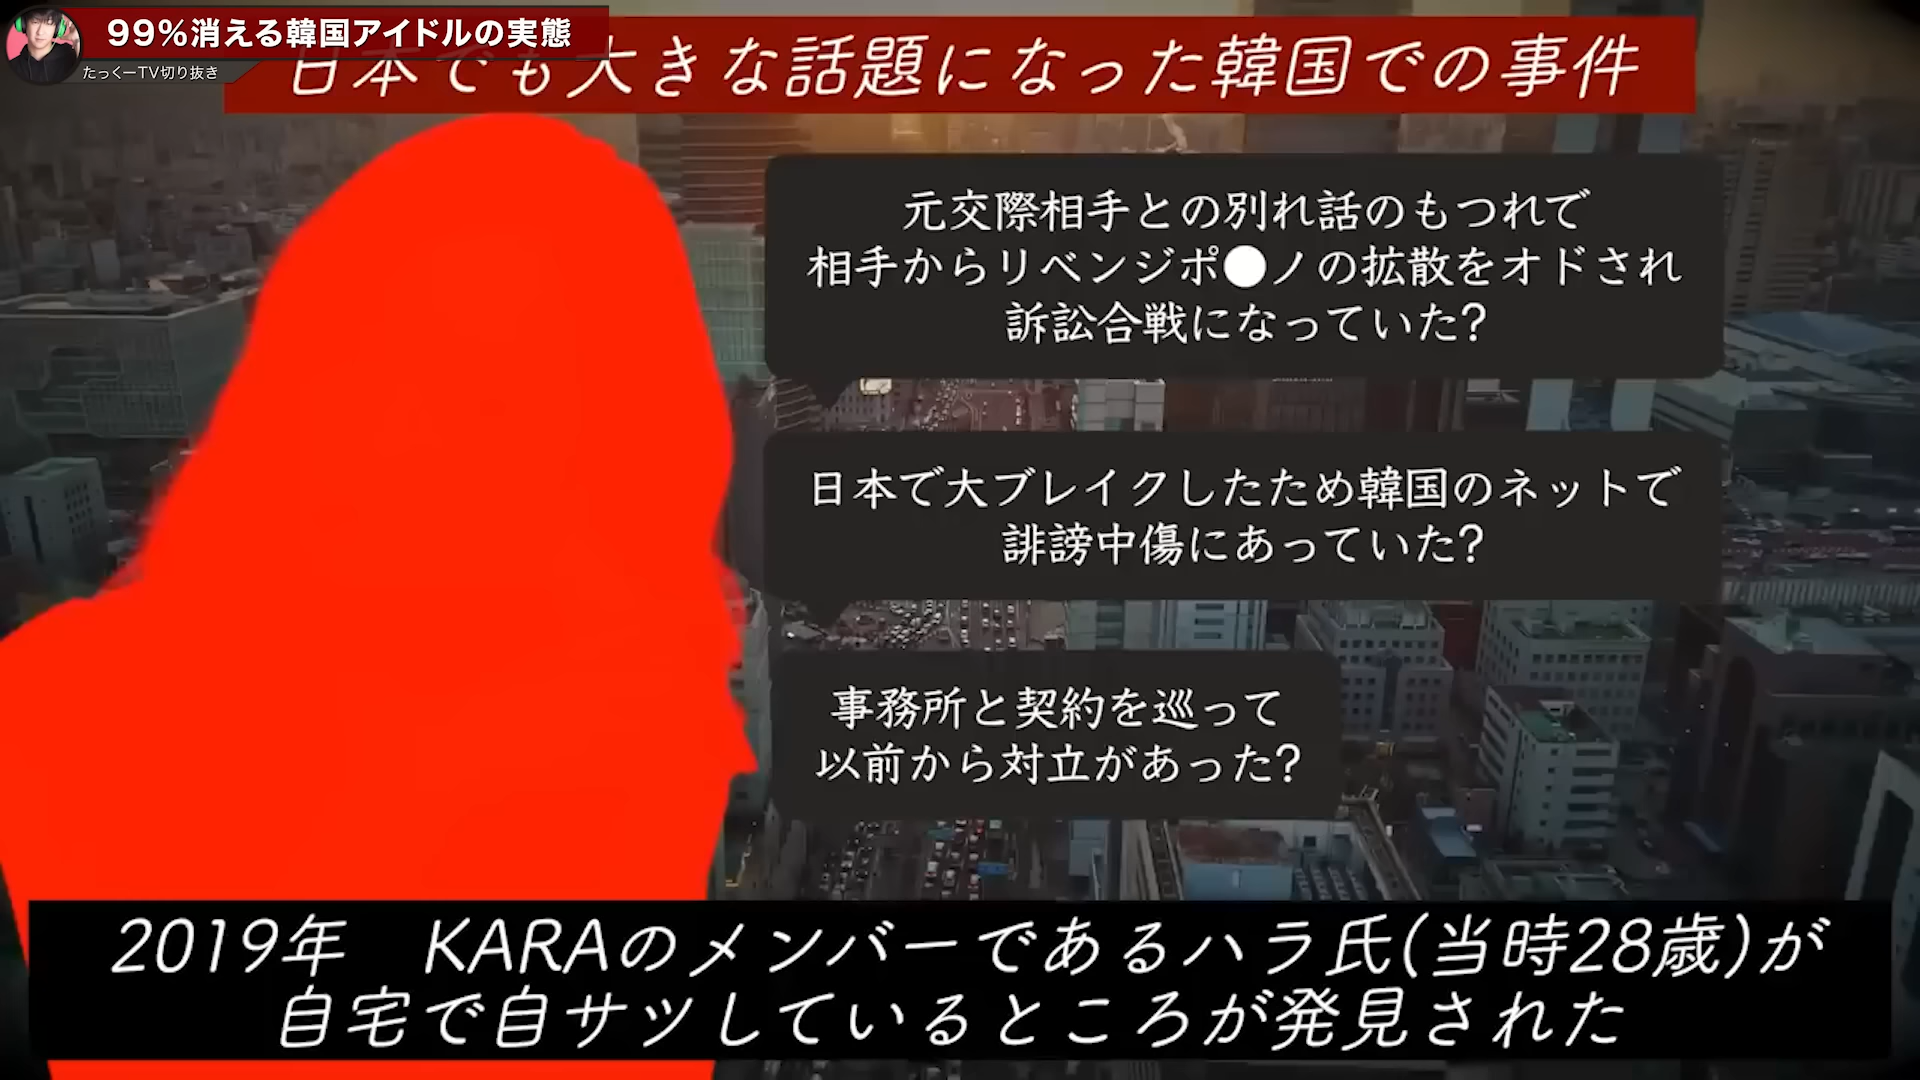 99%消える韓国アイドルの実態
たっくーTV切り抜き
日本でも大きな話題になった韓国での事件
元交際相手との別れ話のもつれで
相手からリベンジポ●ノの拡散をオドされ
訴訟合戦になっていた?
日本で大ブレイクしたため韓国のネットで
誹謗中傷にあっていた?
事務所と契約を巡って
以前から対立があった?
2019年　KARAのメンバーであるハラ氏(当時28歳)が
自宅で自サツしているところが発見された